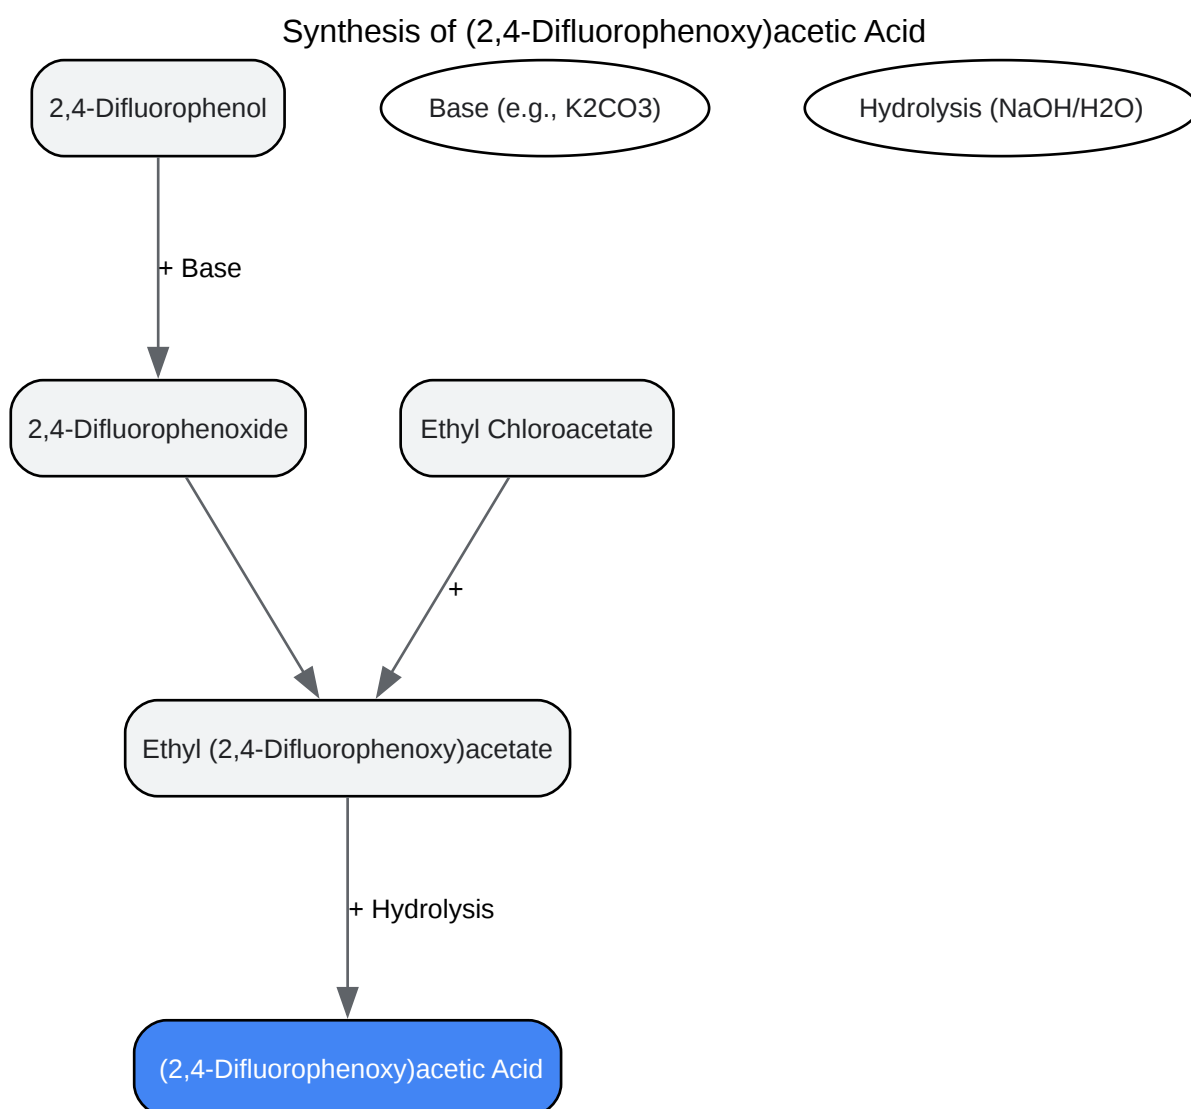 Synthesis of (2,4-Difluorophenoxy)acetic Acid
2,4-Difluorophenol
Base (e.g., K2CO3)
Hydrolysis (NaOH/H2O)
+ Base
2,4-Difluorophenoxide
Ethyl Chloroacetate
+
Ethyl (2,4-Difluorophenoxy)acetate
+ Hydrolysis
(2,4-Difluorophenoxy)acetic Acid